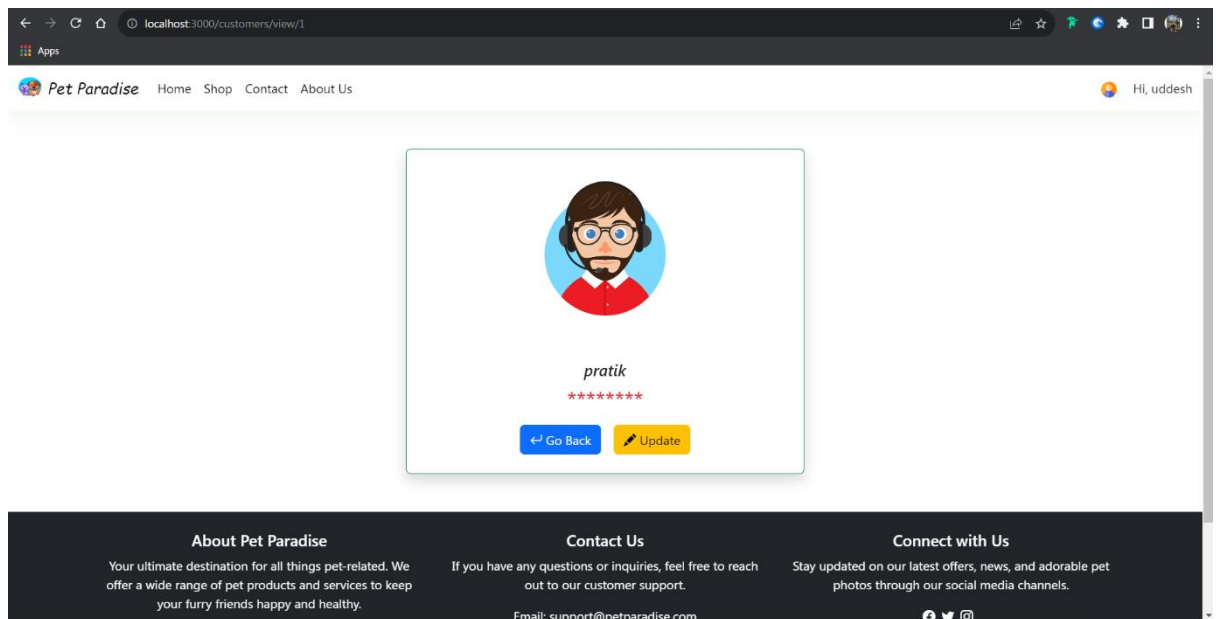 localhost:3000/customers/view/1
Apps
Pet Paradise Home Shop Contact About Us Hi, uddesh
pratik
********
Go Back Update
About Pet Paradise
Your ultimate destination for all things pet-related. We
offer a wide range of pet products and services to keep
your furry friends happy and healthy.
Contact Us
If you have any questions or inquiries, feel free to reach
out to our customer support.
Email: support@petparadise.com
Connect with Us
Stay updated on our latest offers, news, and adorable pet
photos through our social media channels.